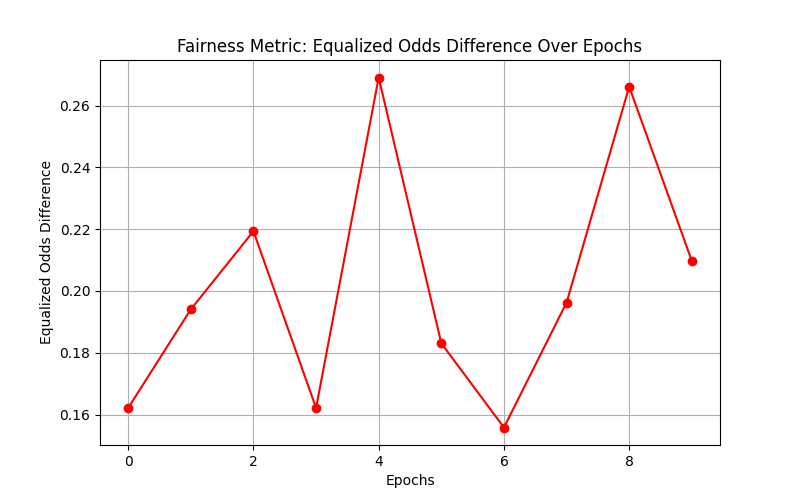 Fairness Metric: Equalized Odds Difference Over Epochs
Equalized Odds Difference
0.26
0.24
0.22
0.20
0.18
0.16
0 2 4 6 8
Epochs